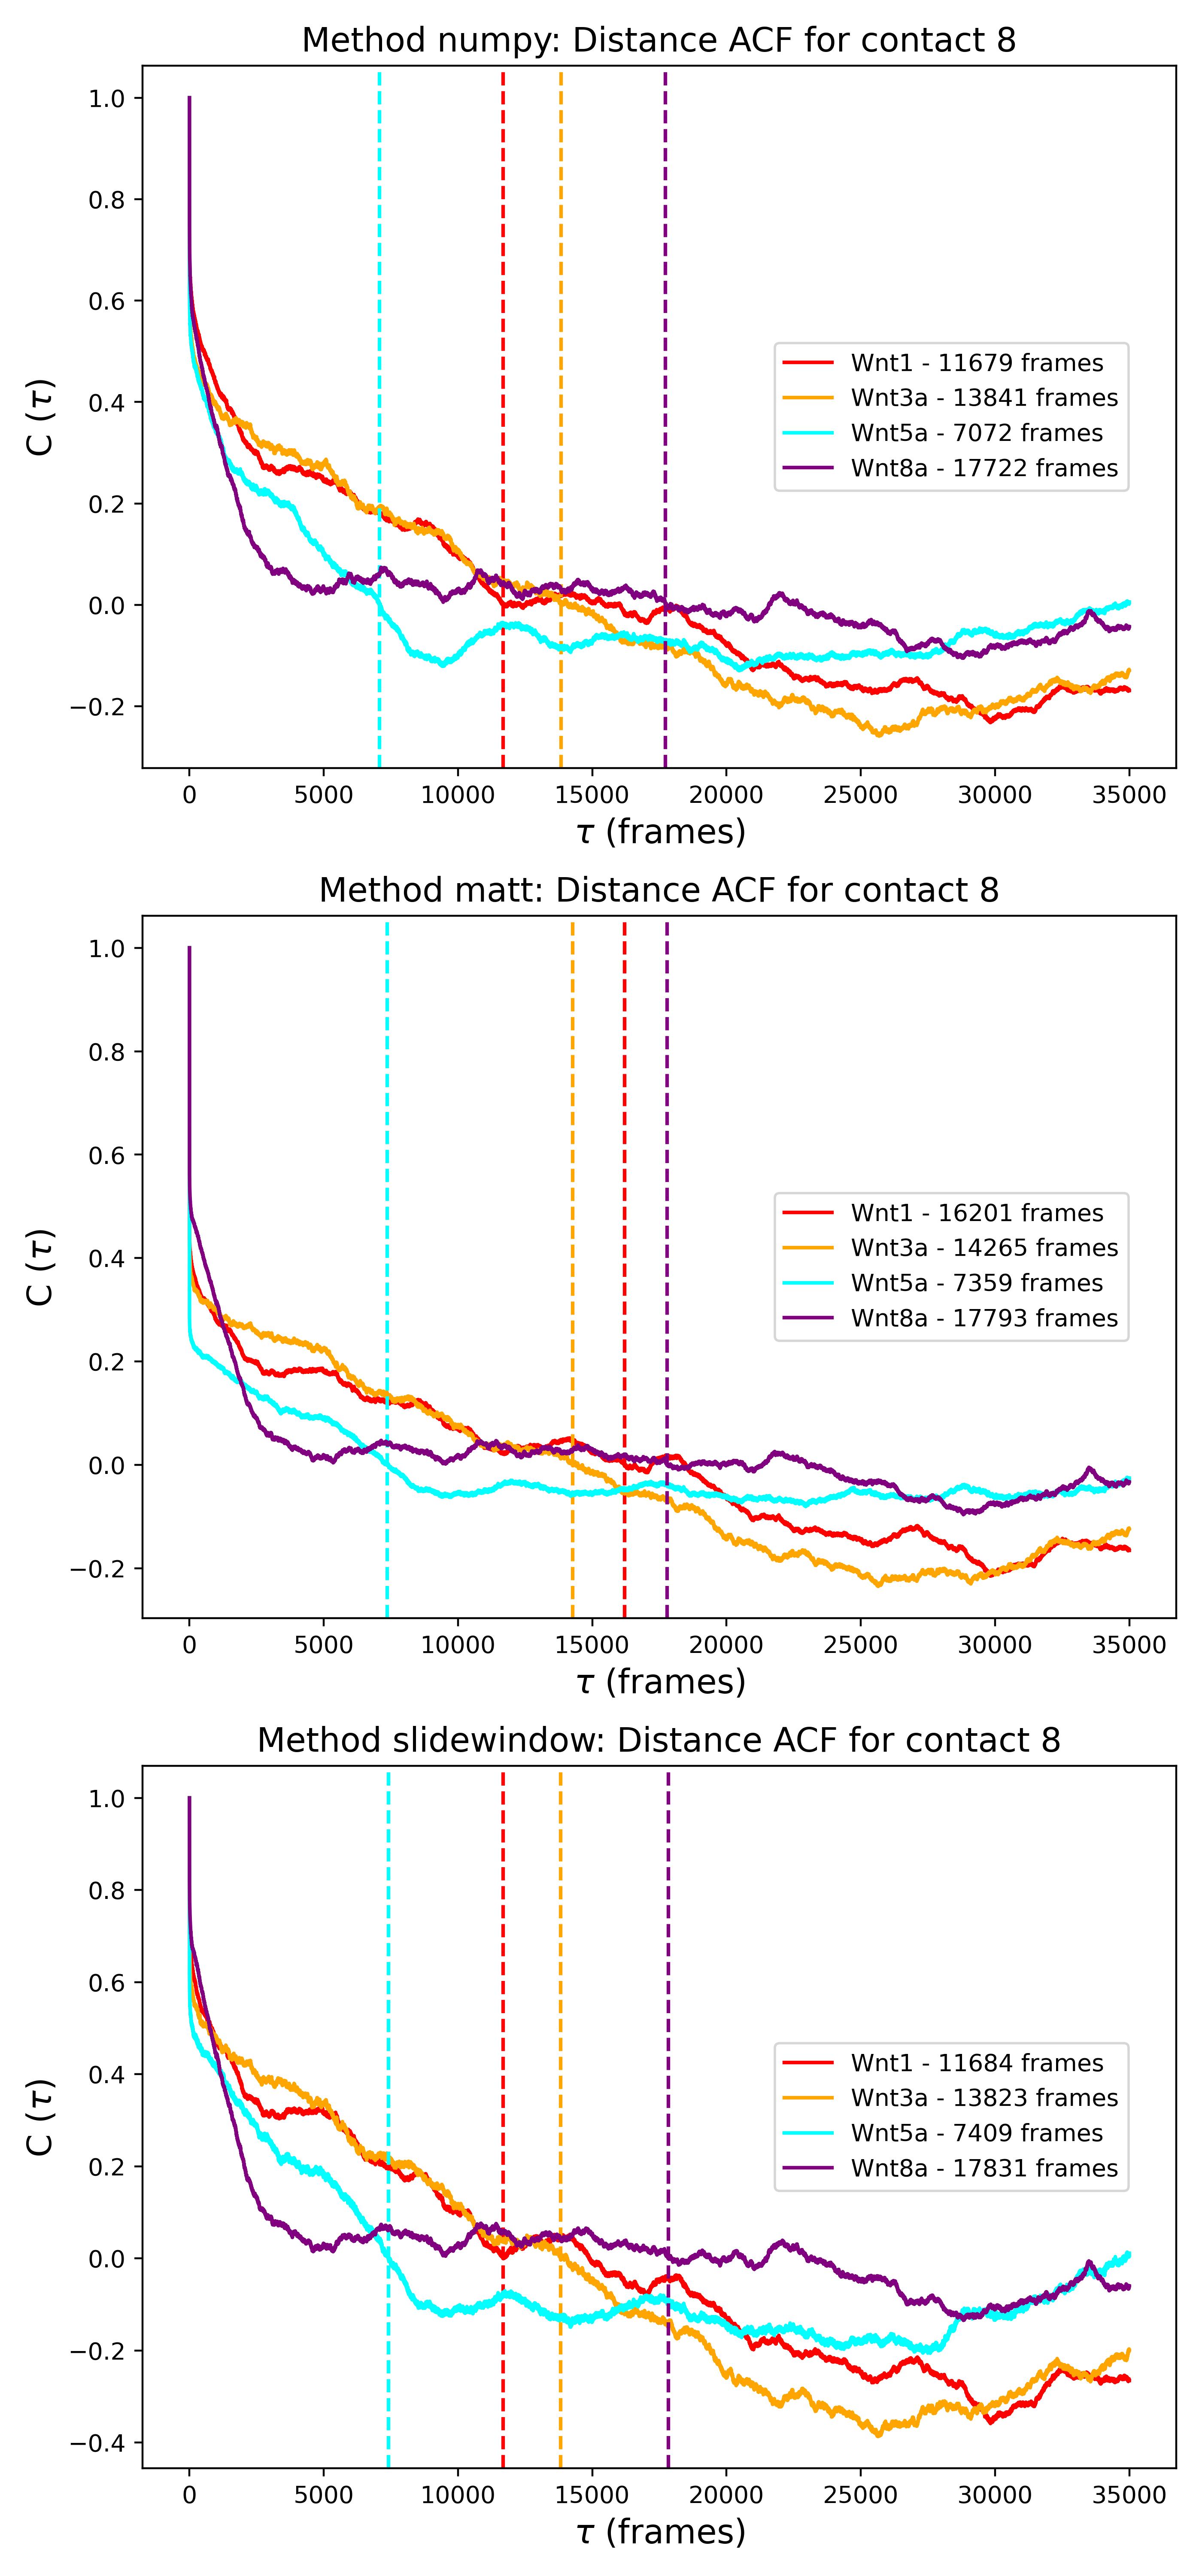 Method numpy: Distance ACF for contact 8
1.0
0.8
0.6
0.4
0.2
0.0
−0.2
C (τ)
Wnt1 - 11679 frames
Wnt3a - 13841 frames
Wnt5a - 7072 frames
Wnt8a - 17722 frames
0 5000 10000 15000 20000 25000 30000 35000
τ (frames)
Method matt: Distance ACF for contact 8
1.0
0.8
0.6
0.4
0.2
0.0
−0.2
C (τ)
Wnt1 - 16201 frames
Wnt3a - 14265 frames
Wnt5a - 7359 frames
Wnt8a - 17793 frames
0 5000 10000 15000 20000 25000 30000 35000
τ (frames)
Method slidewindow: Distance ACF for contact 8
1.0
0.8
0.6
0.4
0.2
0.0
−0.2
−0.4
C (τ)
Wnt1 - 11684 frames
Wnt3a - 13823 frames
Wnt5a - 7409 frames
Wnt8a - 17831 frames
0 5000 10000 15000 20000 25000 30000 35000
τ (frames)